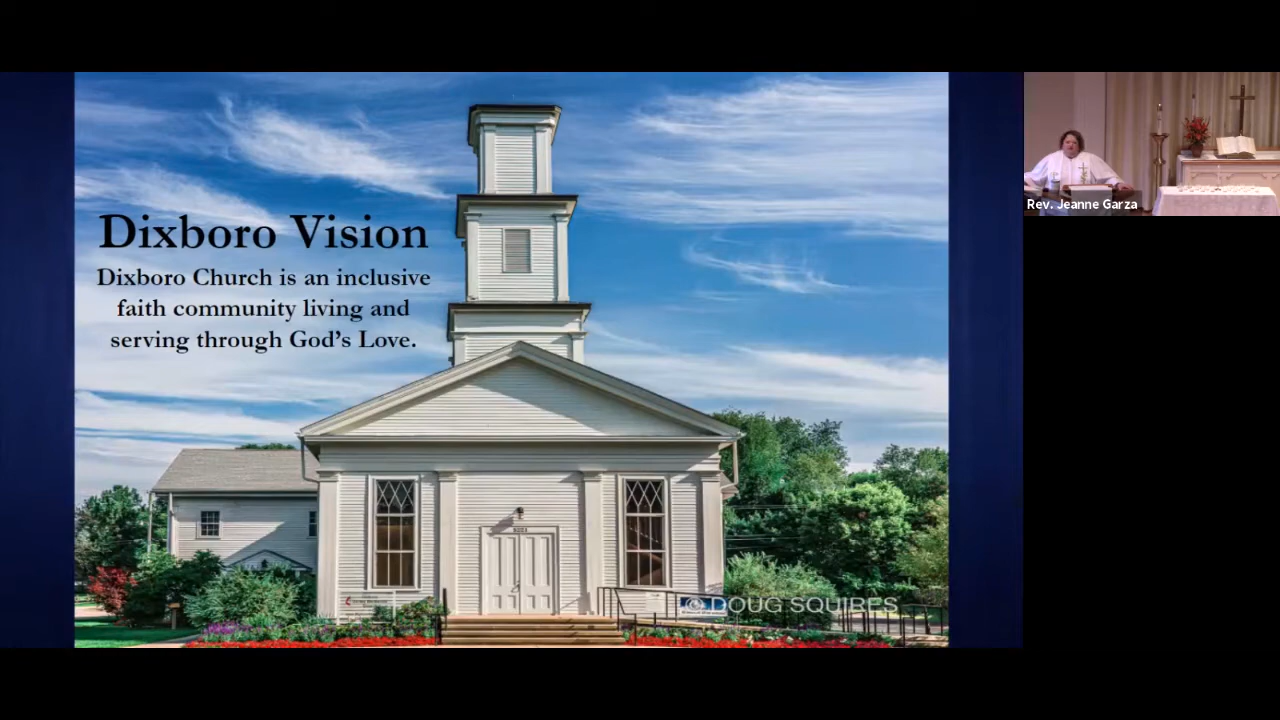 Dixboro Vision
Dixboro Church is an inclusive
faith community living and
serving through God's Love.
Rev. Jeanne Garza
© DOUG SQUIRES